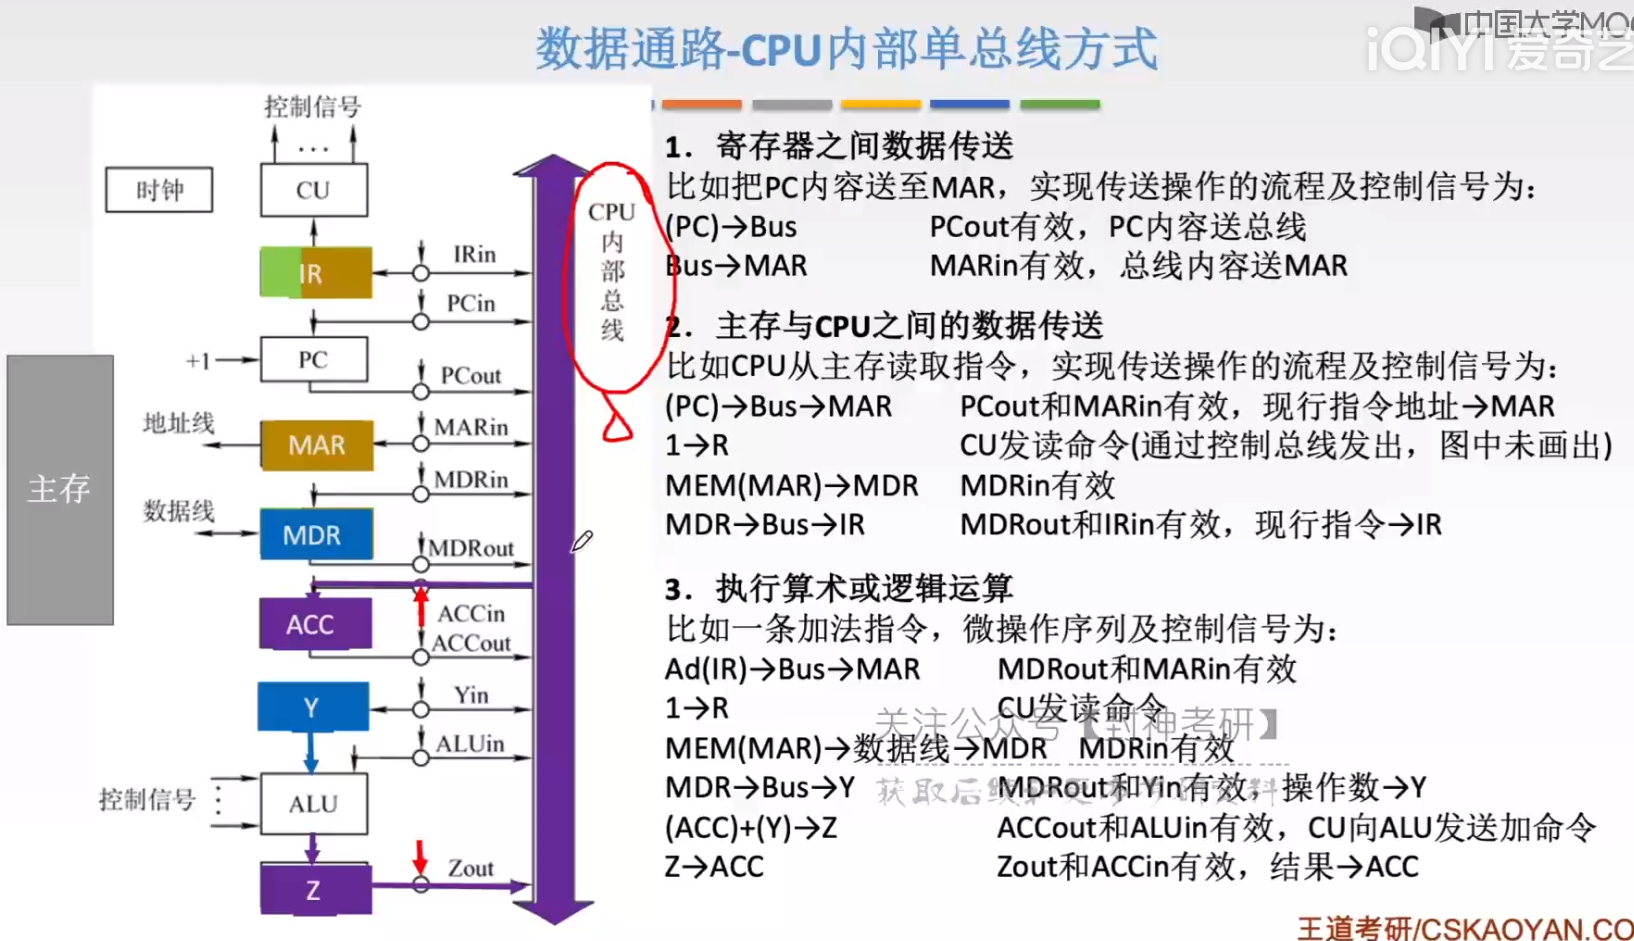 中国大学MOO
iQIYI 爱奇艺
数据通路-CPU内部单总线方式
控制信号
...
时钟
CU
CPU
内
部
总
线
IR
IRin
PCin
+1
PC
PCout
地址线
MAR
MARin
MDRin
主存
数据线
MDR
MDRout
ACC
ACCin
ACCout
Y
Yin
ALUin
控制信号
ALU
Z
Zout
1. 寄存器之间数据传送
比如把PC内容送至MAR，实现传送操作的流程及控制信号为：
(PC)→Bus PCout有效，PC内容送总线
Bus→MAR MARin有效，总线内容送MAR
2. 主存与CPU之间的数据传送
比如CPU从主存读取指令，实现传送操作的流程及控制信号为：
(PC)→Bus→MAR PCout和MARin有效，现行指令地址→MAR
1→R CU发读命令(通过控制总线发出，图中未画出)
MEM(MAR)→MDR MDRin有效
MDR→Bus→IR MDRout和IRin有效，现行指令→IR
3. 执行算术或逻辑运算
比如一条加法指令，微操作序列及控制信号为：
Ad(IR)→Bus→MAR MDRout和MARin有效
1→R CU发读命令
关注公众号【封神考研】
MEM(MAR)→数据线→MDR MDRin有效
MDR→Bus→Y MDRout和Yin有效，操作数→Y
(ACC)+(Y)→Z ACCout和ALUin有效，CU向ALU发送加命令
Z→ACC Zout和ACCin有效，结果→ACC
王道考研/CSKAOYAN.CO